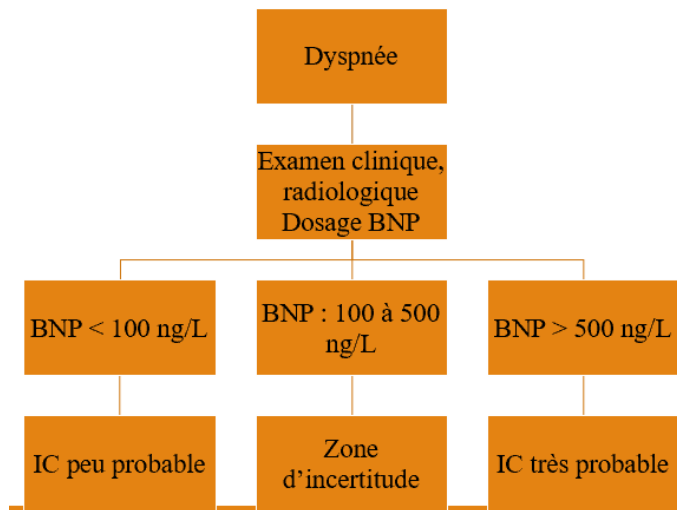 Dyspnée
Examen clinique,
radiologique
Dosage BNP
BNP < 100 ng/L
BNP : 100 à 500
ng/L
BNP > 500 ng/L
IC peu probable
Zone
d’incertitude
IC très probable